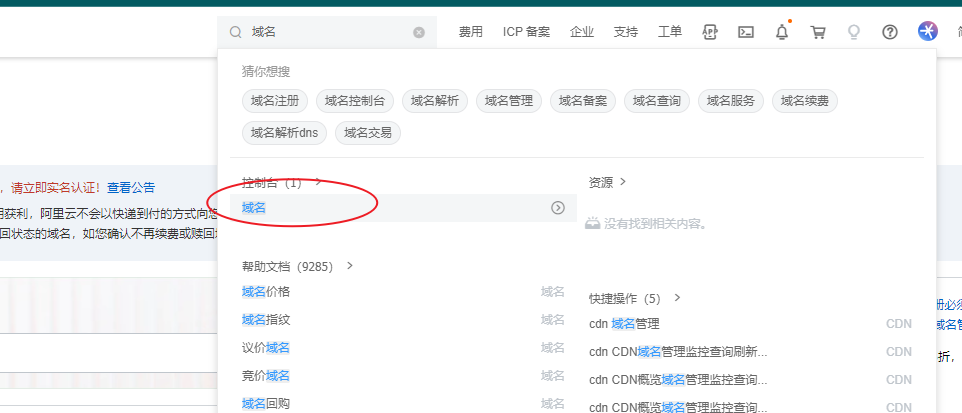 域名
费用 ICP 备案 企业 支持 工单
猜你想搜
域名注册 域名控制台 域名解析 域名管理 域名备案 域名查询 域名服务 域名续费
域名解析dns 域名交易
控制台（1）
资源
，请立即实名认证！查看公告
域名
用获利，阿里云不会以快递到付的方式向您
没有找到相关内容。
回状态的域名，如您确认不再续费或赎回
帮助文档（9285）
域名价格 域名
快捷操作（5）
域名指纹 域名
cdn 域名管理 CDN
议价域名 域名
cdn CDN域名管理监控查询刷新... CDN
竞价域名 域名
cdn CDN概览域名管理监控查询... CDN
域名回购 域名
cdn CDN概览域名管理监控查询... CDN
册必须
域名管
折，